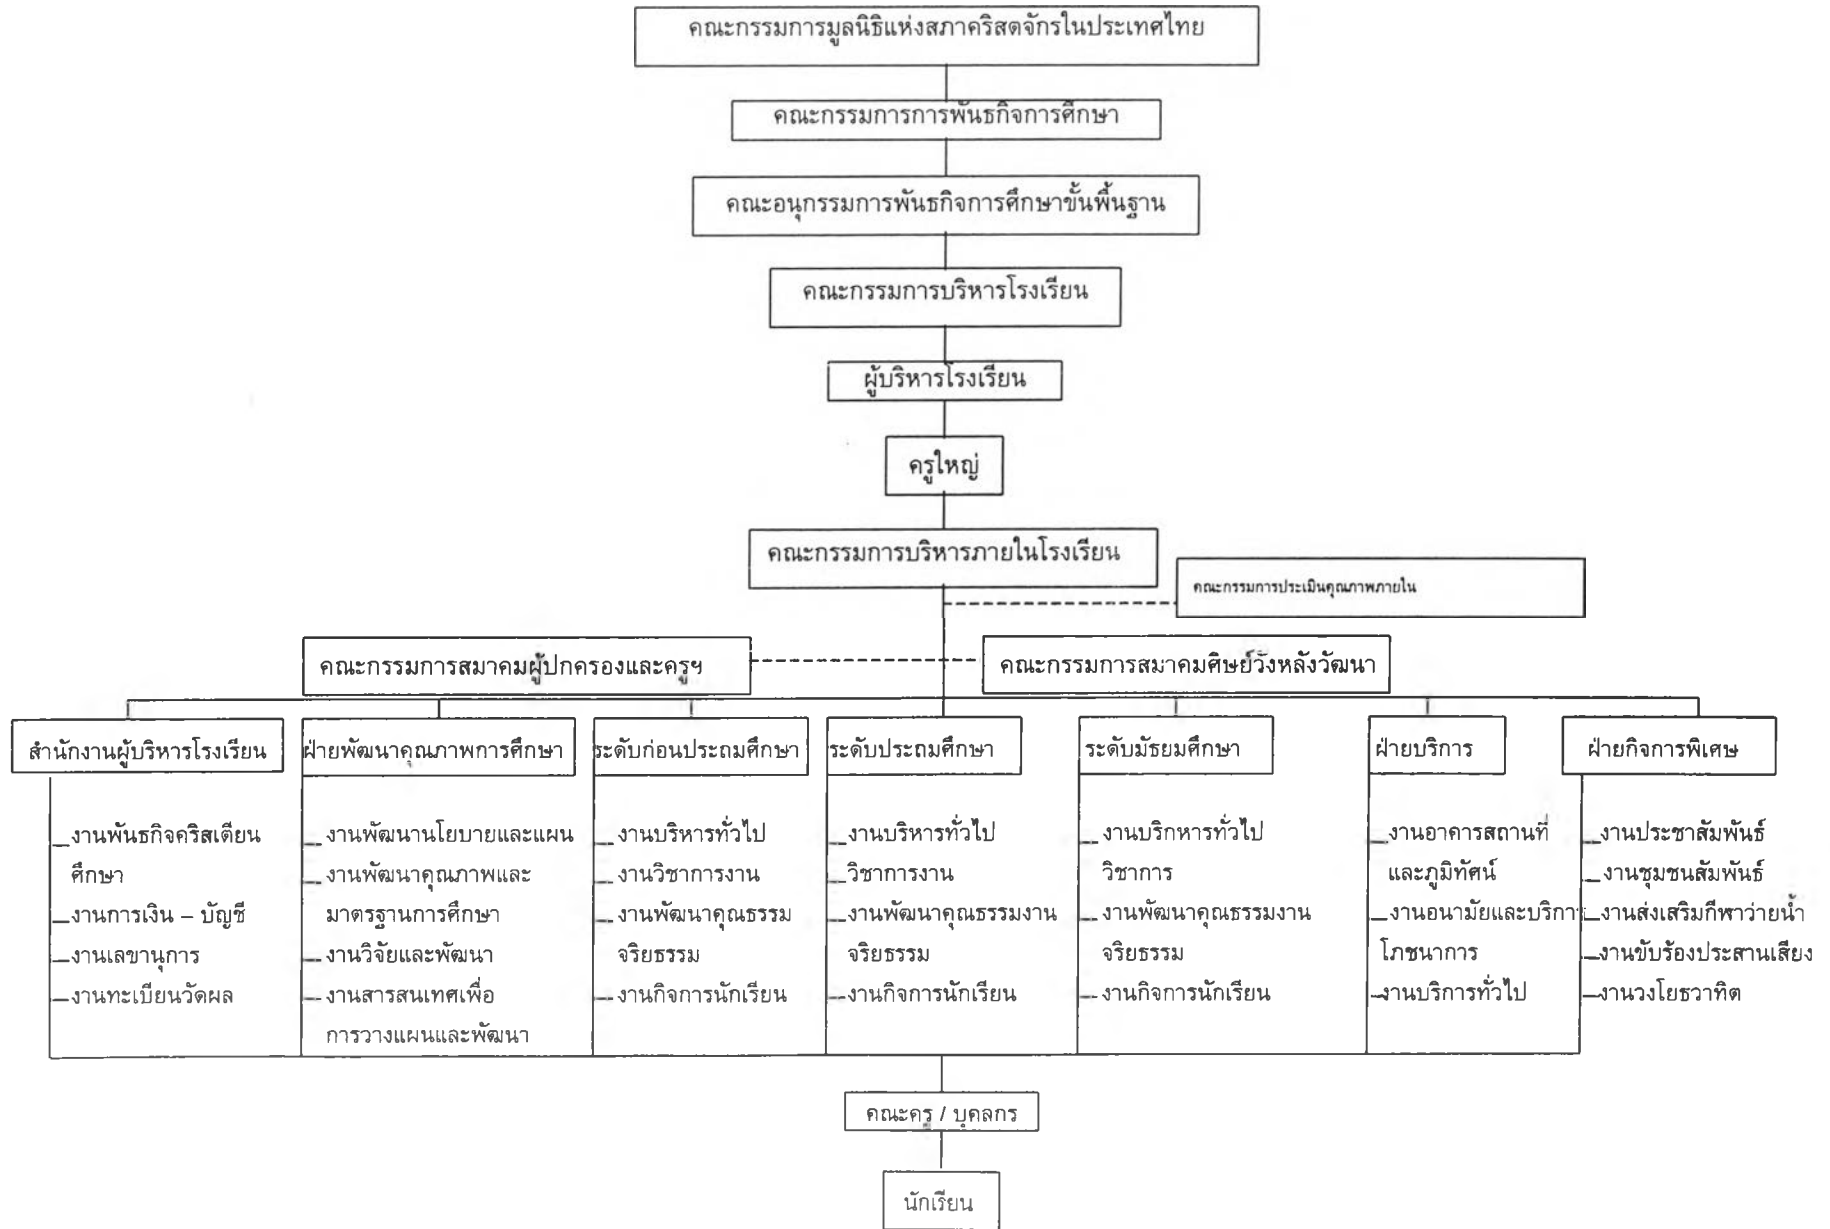 คณะกรรมการมูลนิธิแห่งสภาคริสตจักรในประเทศไทย
คณะกรรมการการพันธกิจการศึกษา
คณะอนุกรรมการพันธกิจการศึกษาขั้นพื้นฐาน
คณะกรรมการบริหารโรงเรียน
ผู้บริหารโรงเรียน
ครูใหญ่
คณะกรรมการบริหารภายในโรงเรียน
คณะกรรมการประเมินคุณภาพภายใน
คณะกรรมการสมาคมผู้ปกครองและครูฯ
คณะกรรมการสมาคมศิษย์วังหลังวัฒนา
สำนักงานผู้บริหารโรงเรียน
งานพันธกิจคริสเตียน
ศึกษา
งานการเงิน – บัญชี
งานเลขานุการ
งานทะเบียนวัดผล
ฝ่ายพัฒนาคุณภาพการศึกษา
งานพัฒนานโยบายและแผน
งานพัฒนาคุณภาพและ
มาตรฐานการศึกษา
งานวิจัยและพัฒนา
งานสารสนเทศเพื่อ
การวางแผนและพัฒนา
ระดับก่อนประถมศึกษา
งานบริหารทั่วไป
งานวิชาการงาน
งานพัฒนาคุณธรรม
จริยธรรม
งานกิจการนักเรียน
ระดับประถมศึกษา
งานบริหารทั่วไป
วิชาการงาน
งานพัฒนาคุณธรรมงาน
จริยธรรม
งานกิจการนักเรียน
ระดับมัธยมศึกษา
งานบริกหารทั่วไป
วิชาการ
งานพัฒนาคุณธรรมงาน
จริยธรรม
งานกิจการนักเรียน
ฝ่ายบริการ
งานอาคารสถานที่
และภูมิทัศน์
งานอนามัยและบริการ
โภชนาการ
งานบริการทั่วไป
ฝ่ายกิจการพิเศษ
งานประชาสัมพันธ์
งานชุมชนสัมพันธ์
งานส่งเสริมกีฬาว่ายน้ำ
งานขับร้องประสานเสียง
งานวงโยธวาทิต
คณะครู / บุคลกร
นักเรียน